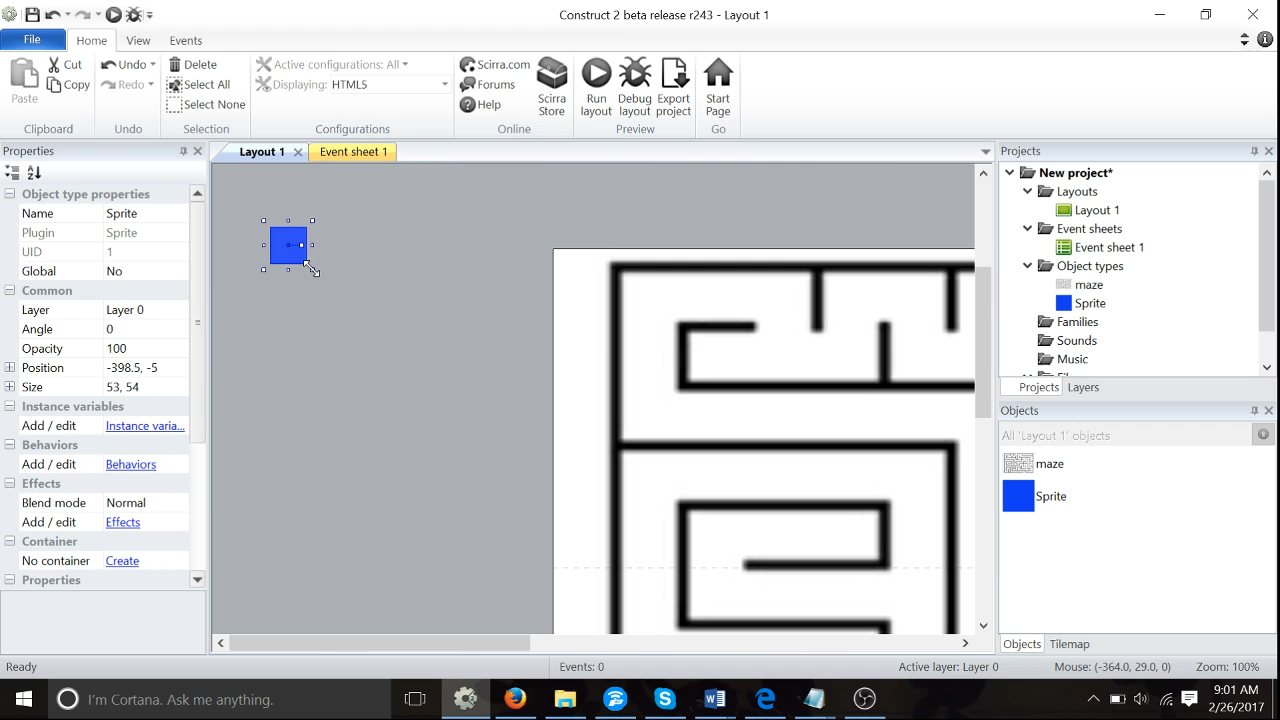 Construct 2 beta release r243 - Layout 1
File Home View Events
Paste Cut Copy
Undo Redo
Delete Select All Select None
Active configurations: All
Displaying: HTML5
Scirra.com Forums Help
Scirra Store
Run layout Debug layout Export project
Start Page
Clipboard Undo Selection Configurations Online Preview Go
Properties
Layout 1 Event sheet 1
Projects
Object type properties
Name Sprite
Plugin Sprite
UID 1
Global No
Common
Layer Layer 0
Angle 0
Opacity 100
Position -398.5, -5
Size 53, 54
Instance variables
Add / edit Instance varia...
Behaviors
Add / edit Behaviors
Effects
Blend mode Normal
Add / edit Effects
Container
No container Create
Properties
New project*
Layouts
Layout 1
Event sheets
Event sheet 1
Object types
maze
Sprite
Families
Sounds
Music
Projects Layers
Objects
All 'Layout 1' objects
maze
Sprite
Objects Tilemap
Ready Events: 0 Active layer: Layer 0 Mouse: (-364.0, 29.0, 0) Zoom: 100%
I'm Cortana. Ask me anything.
9:01 AM
2/26/2017